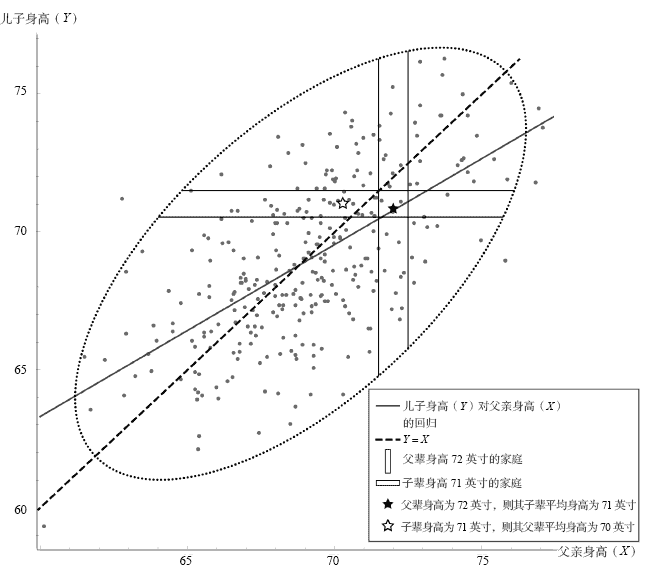 儿子身高(Y)
75
70
65
60
65
70
75
父亲身高(X)
儿子身高(Y)对父亲身高(X)
的回归
Y=X
父辈身高 72 英寸的家庭
子辈身高 71 英寸的家庭
父辈身高为 72 英寸，则其子辈平均身高为 71 英寸
子辈身高为 71 英寸，则其父辈平均身高为 70 英寸